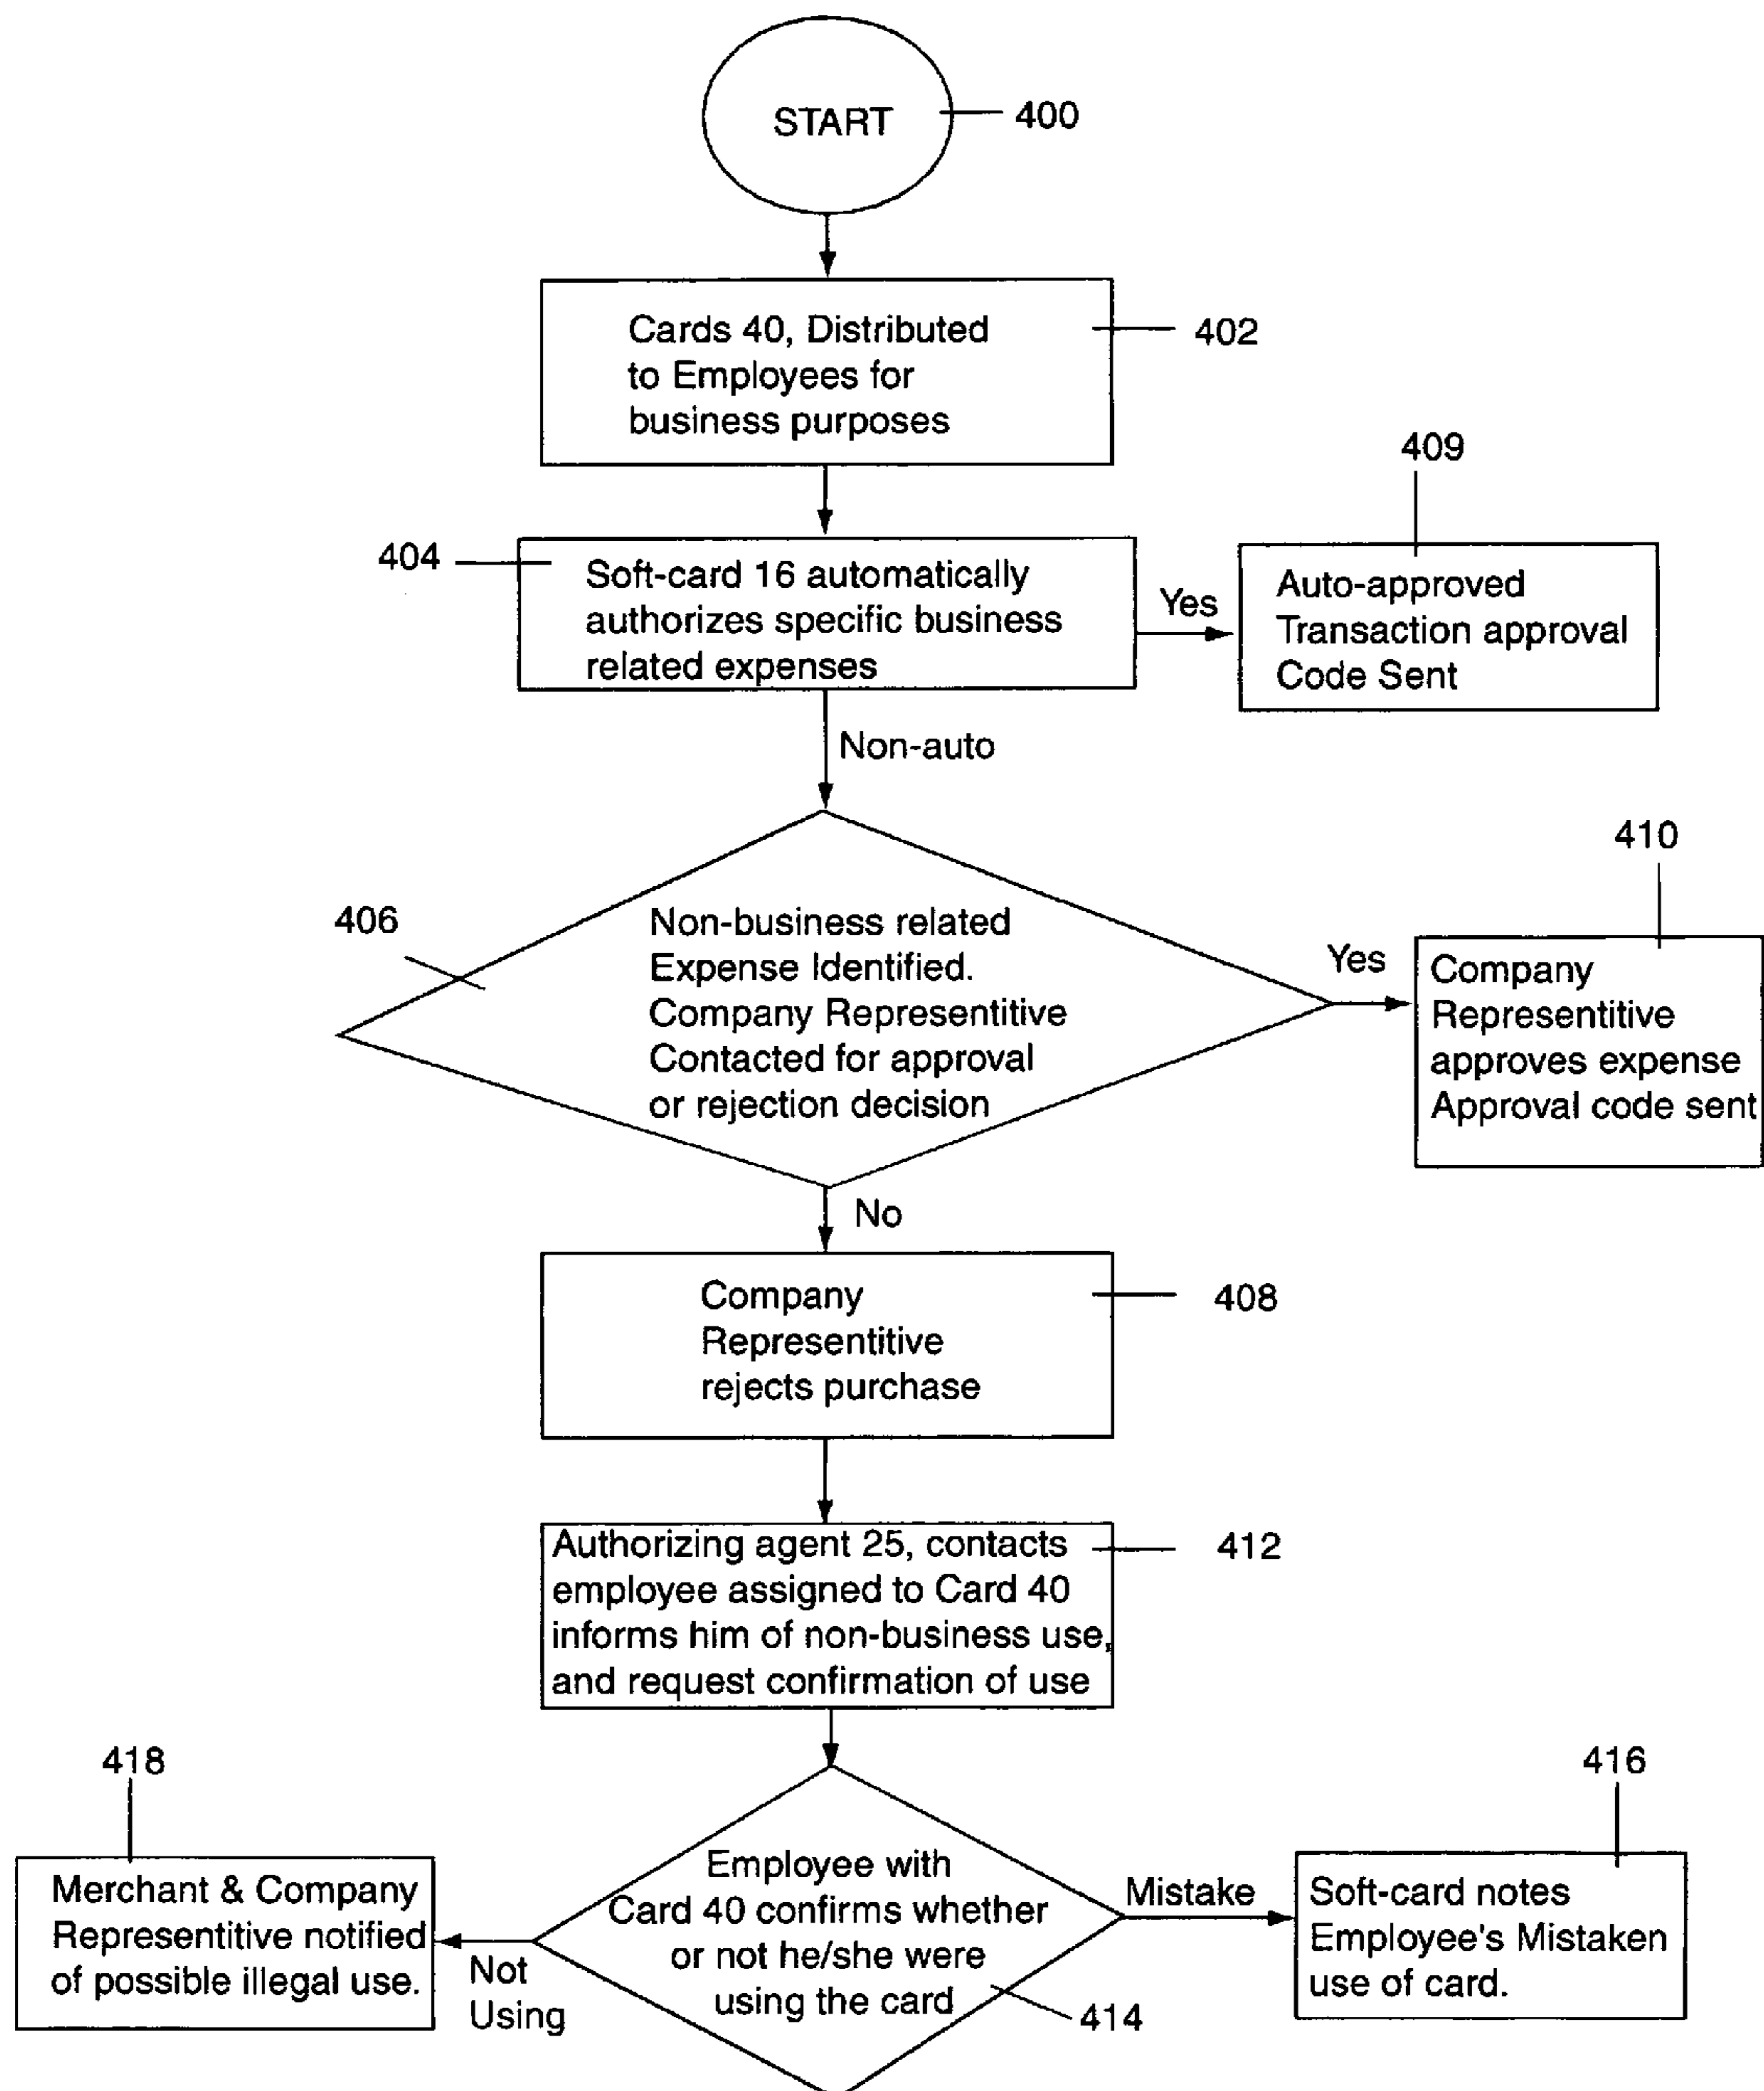 START
400
Cards 40, Distributed
to Employees for
business purposes
402
409
404
Soft-card 16 automatically
authorizes specific business
related expenses
Yes
Auto-approved
Transaction approval
Code Sent
Non-auto
410
406
Non-business related
Expense Identified.
Company Representitive
Contacted for approval
or rejection decision
Yes
Company
Representitive
approves expense
Approval code sent
No
Company
Representitive
rejects purchase
408
Authorizing agent 25, contacts
employee assigned to Card 40
informs him of non-business use,
and request confirmation of use
412
418
416
Merchant & Company
Representitive notified
of possible illegal use.
Not
Using
Employee with
Card 40 confirms whether
or not he/she were
using the card
414
Mistake
Soft-card notes
Employee's Mistaken
use of card.